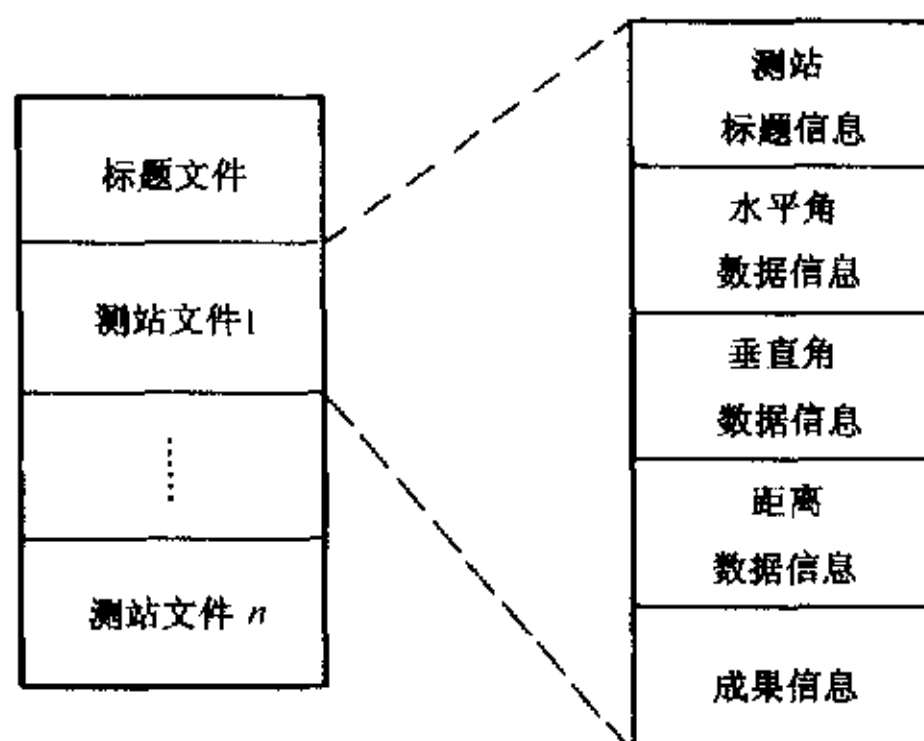 标题文件
测站文件1
……
测站文件 n
测站
标题信息
水平角
数据信息
垂直角
数据信息
距离
数据信息
成果信息